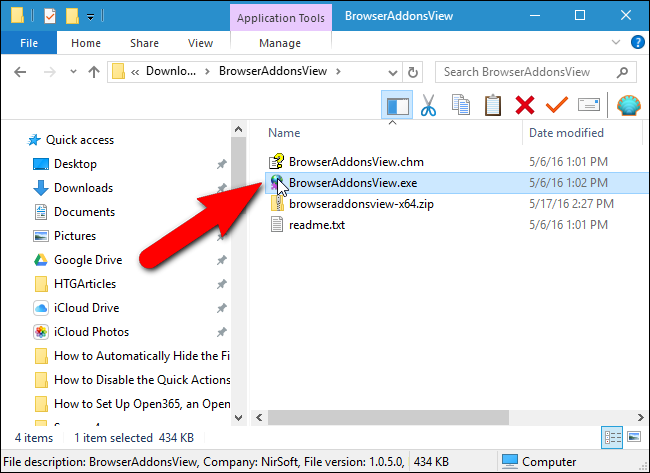 Application Tools
BrowserAddonsView
File
Home
Share
View
Manage
« Downlo... > BrowserAddonsView >
Search BrowserAddonsView
Quick access
Desktop
Downloads
Documents
Pictures
Google Drive
HTGArticles
iCloud Drive
iCloud Photos
How to Automatically Hide the Fi
How to Disable the Quick Actions
How to Set Up Open365, an Open
Name
Date modified
BrowserAddonsView.chm
5/6/16 1:01 PM
BrowserAddonsView.exe
5/6/16 1:02 PM
browseraddonsview-x64.zip
5/17/16 2:27 PM
readme.txt
5/6/16 1:01 PM
4 items
1 item selected 434 KB
File description: BrowserAddonsView, Company: NirSoft, File version: 1.0.5.0,
434 KB
Computer